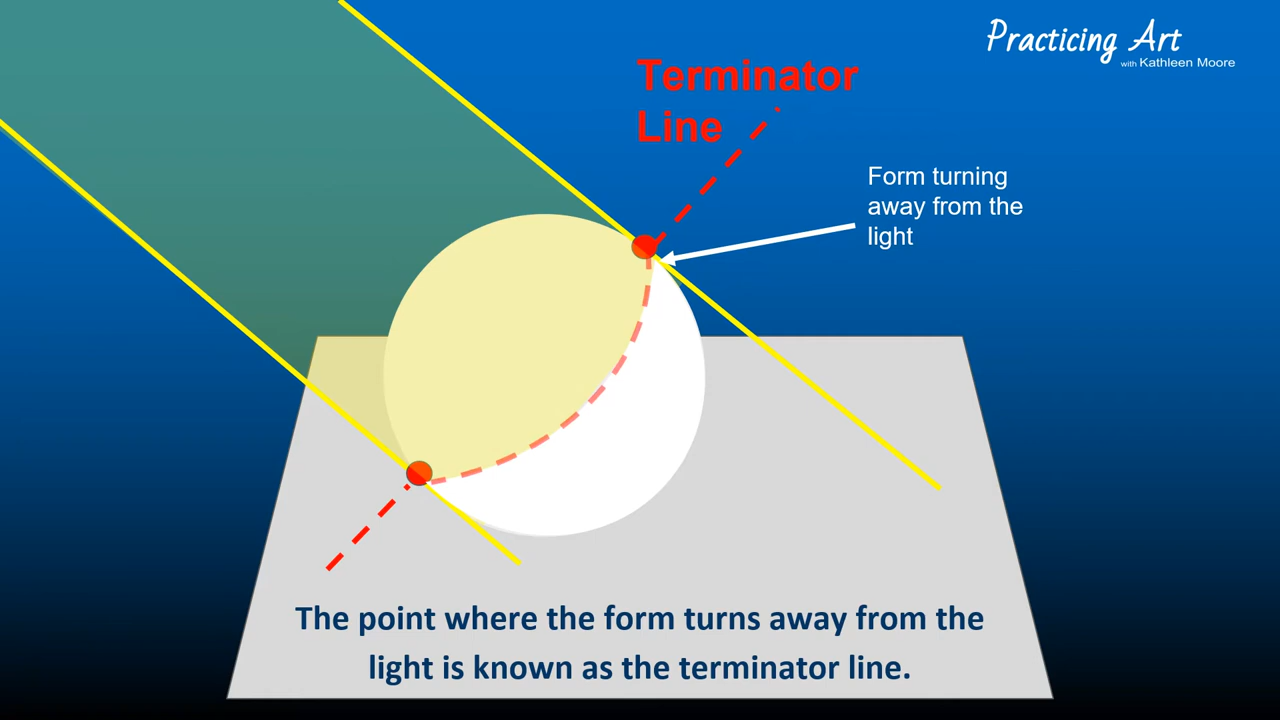 Practicing Art
with Kathleen Moore
Terminator
Line
Form turning
away from the
light
The point where the form turns away from the
light is known as the terminator line.